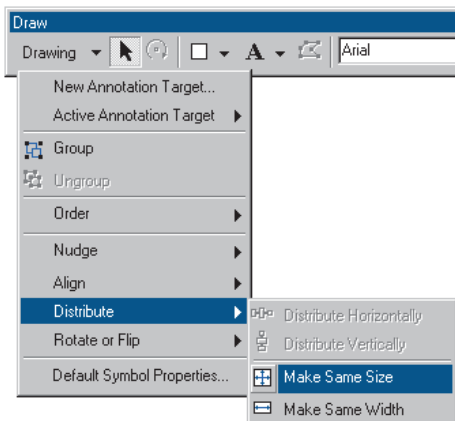 Draw
Drawing A Arial
New Annotation Target...
Active Annotation Target
Group
Ungroup
Order
Nudge
Align
Distribute
Rotate or Flip
Default Symbol Properties...
Distribute Horizontally
Distribute Vertically
Make Same Size
Make Same Width